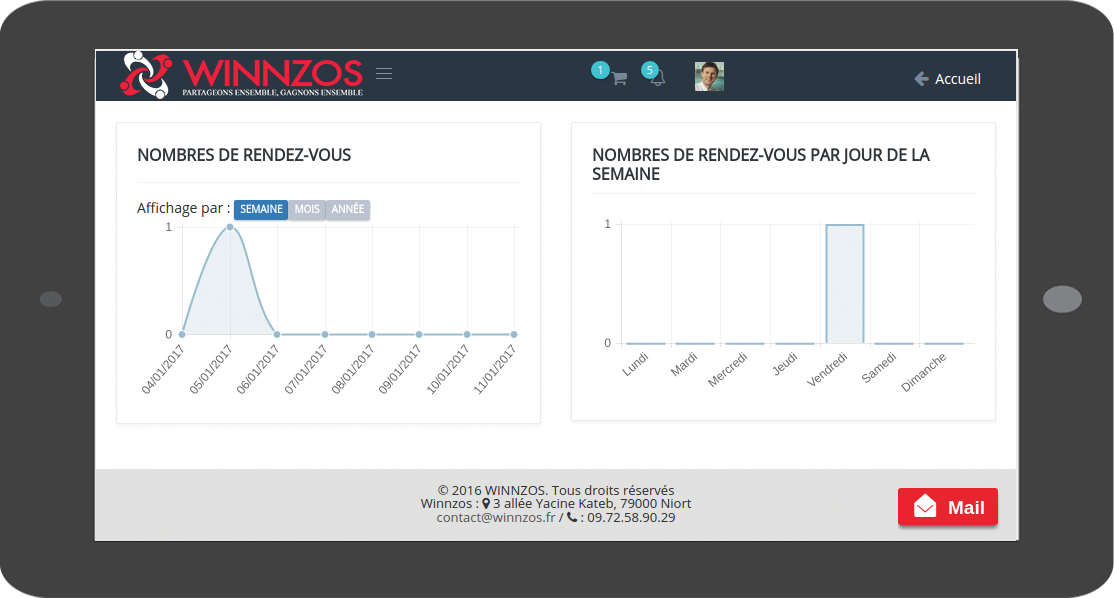 WINNZOS
PARTAGEONS ENSEMBLE, GAGNONS ENSEMBLE
1
5
Accueil
NOMBRES DE RENDEZ-VOUS
Affichage par : SEMAINE MOIS ANNÉE
1
0
04/01/2017 05/01/2017 06/01/2017 07/01/2017 08/01/2017 09/01/2017 10/01/2017 11/01/2017
NOMBRES DE RENDEZ-VOUS PAR JOUR DE LA
SEMAINE
1
0
Lundi Mardi Mercredi Jeudi Vendredi Samedi Dimanche
© 2016 WINNZOS. Tous droits réservés
Winnzos : 3 allée Yacine Kateb, 79000 Niort
contact@winnzos.fr / : 09.72.58.90.29
Mail